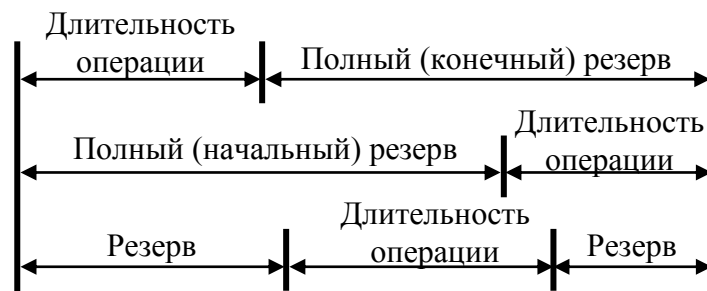 Длительность
операции
Полный (конечный) резерв
Полный (начальный) резерв
Длительность
операции
Резерв
Длительность
операции
Резерв